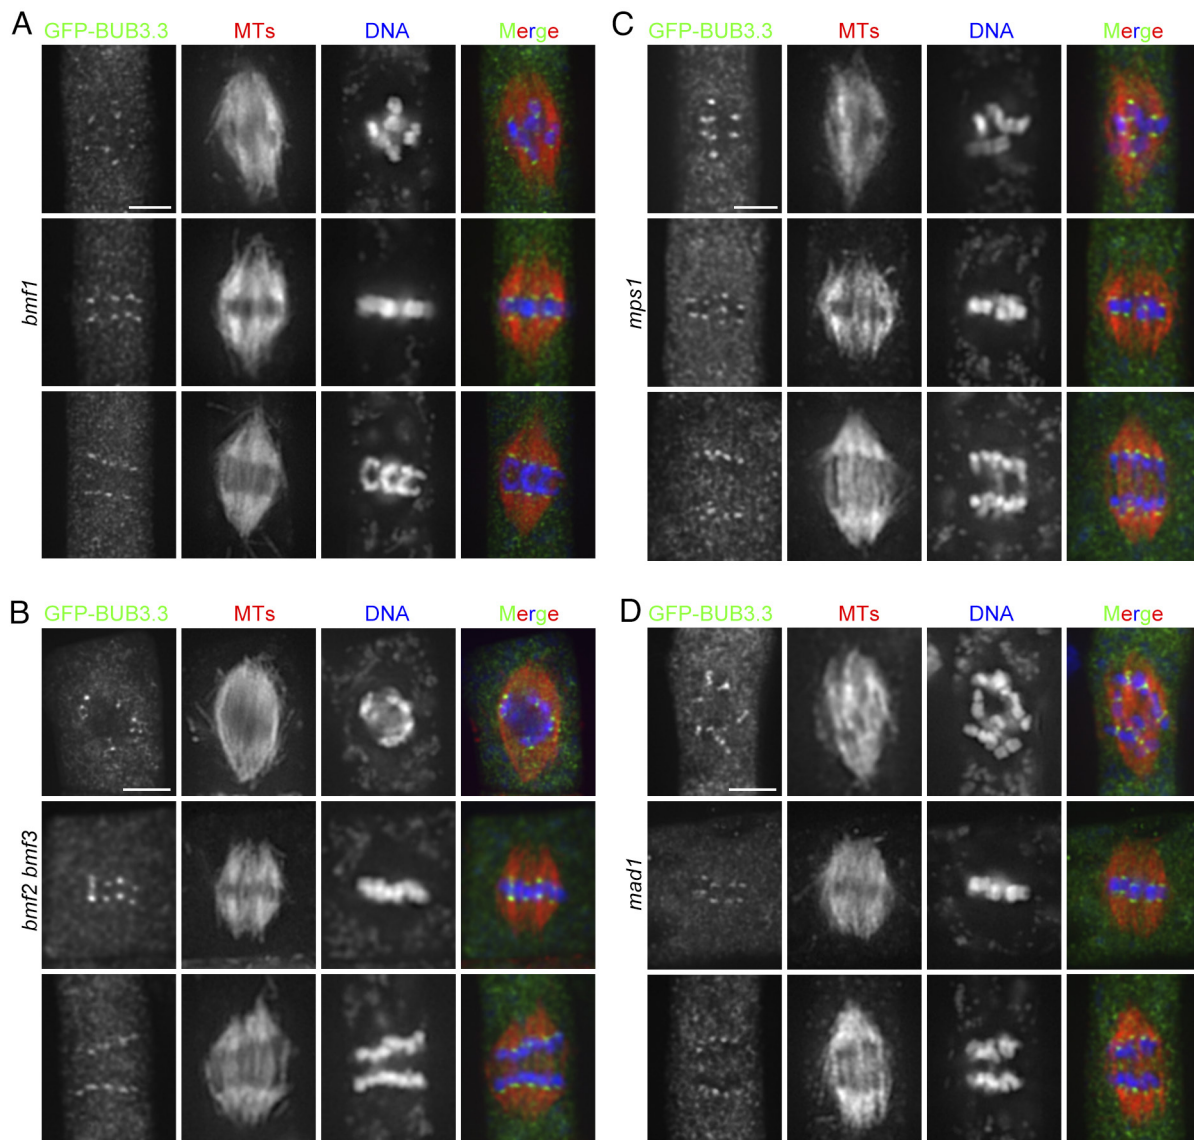 A
GFP-BUB3.3 MTs DNA Merge
bmf1
C
GFP-BUB3.3 MTs DNA Merge
mps1
B
GFP-BUB3.3 MTs DNA Merge
bmf2 bmf3
D
GFP-BUB3.3 MTs DNA Merge
mad1